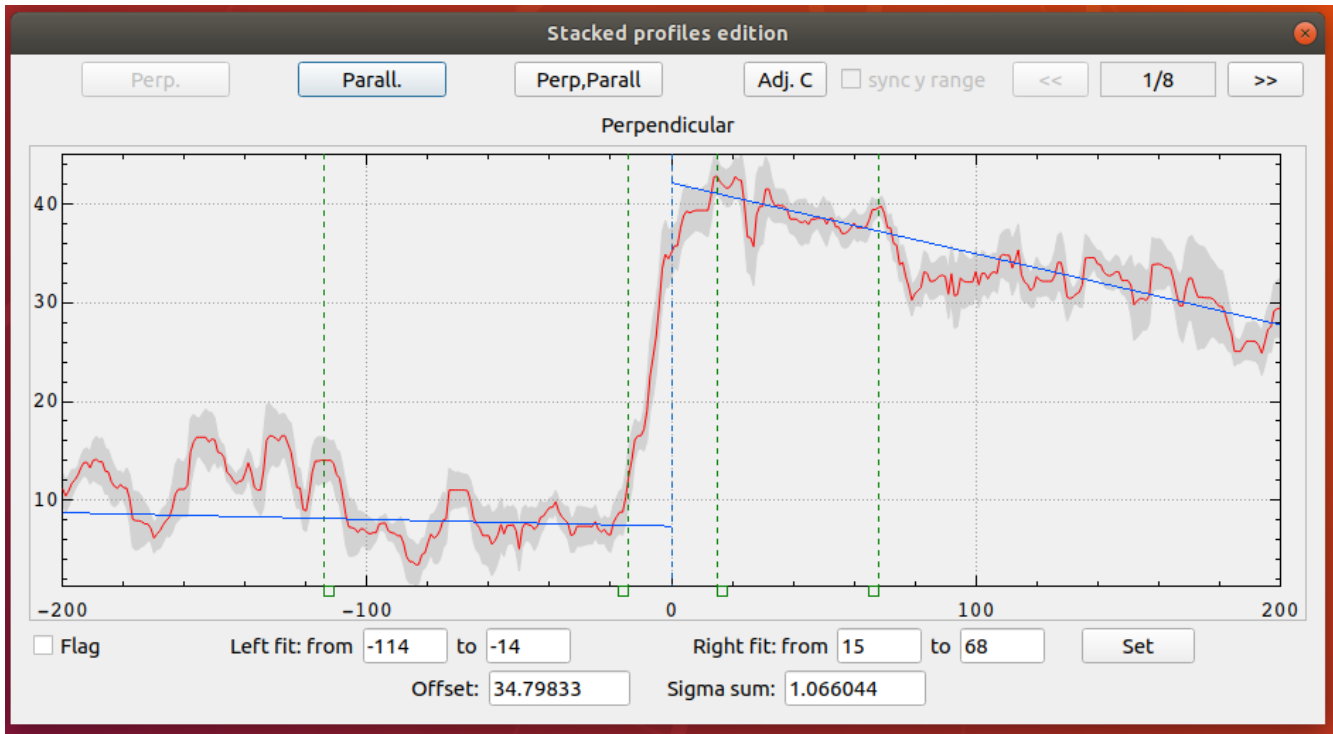 Stacked profiles edition
Perp. Parall. Perp,Parall Adj. C sync y range << 1/8 >>
Perpendicular
40
30
20
10
-200 -100 0 100 200
Flag Left fit: from -114 to -14 Right fit: from 15 to 68 Set
Offset: 34.79833 Sigma sum: 1.066044